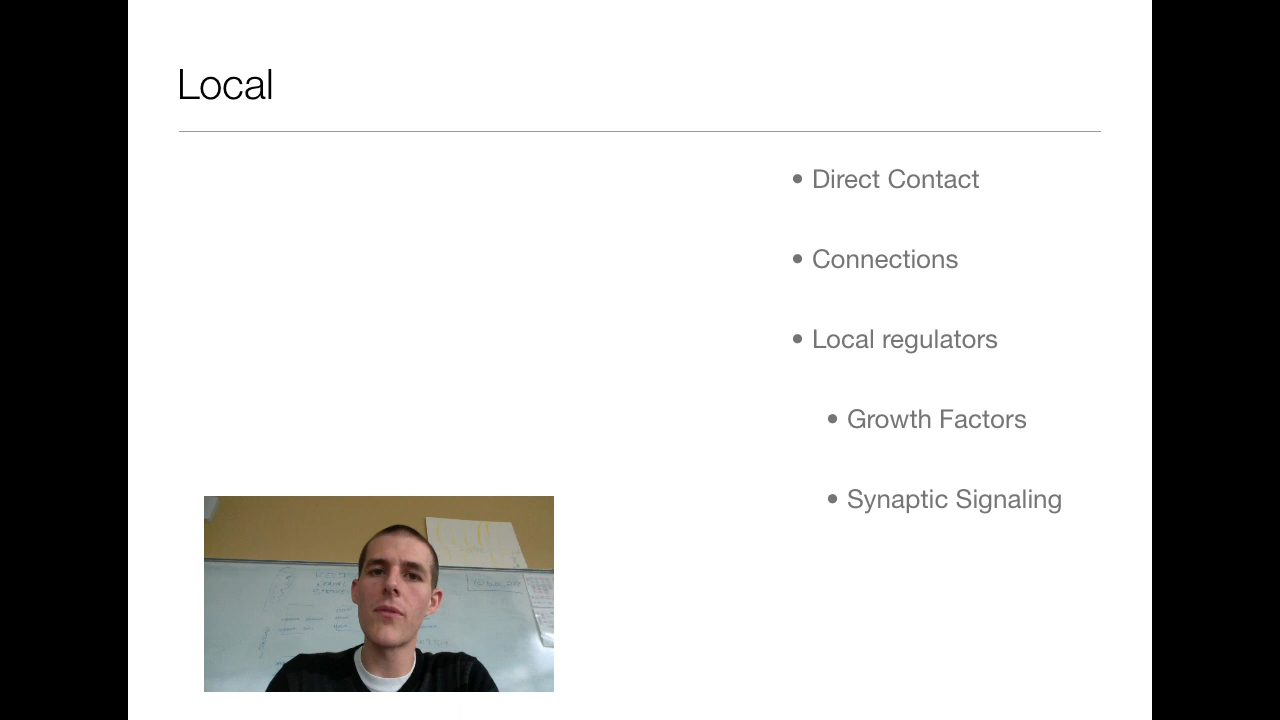 Local
• Direct Contact
• Connections
• Local regulators
• Growth Factors
• Synaptic Signaling